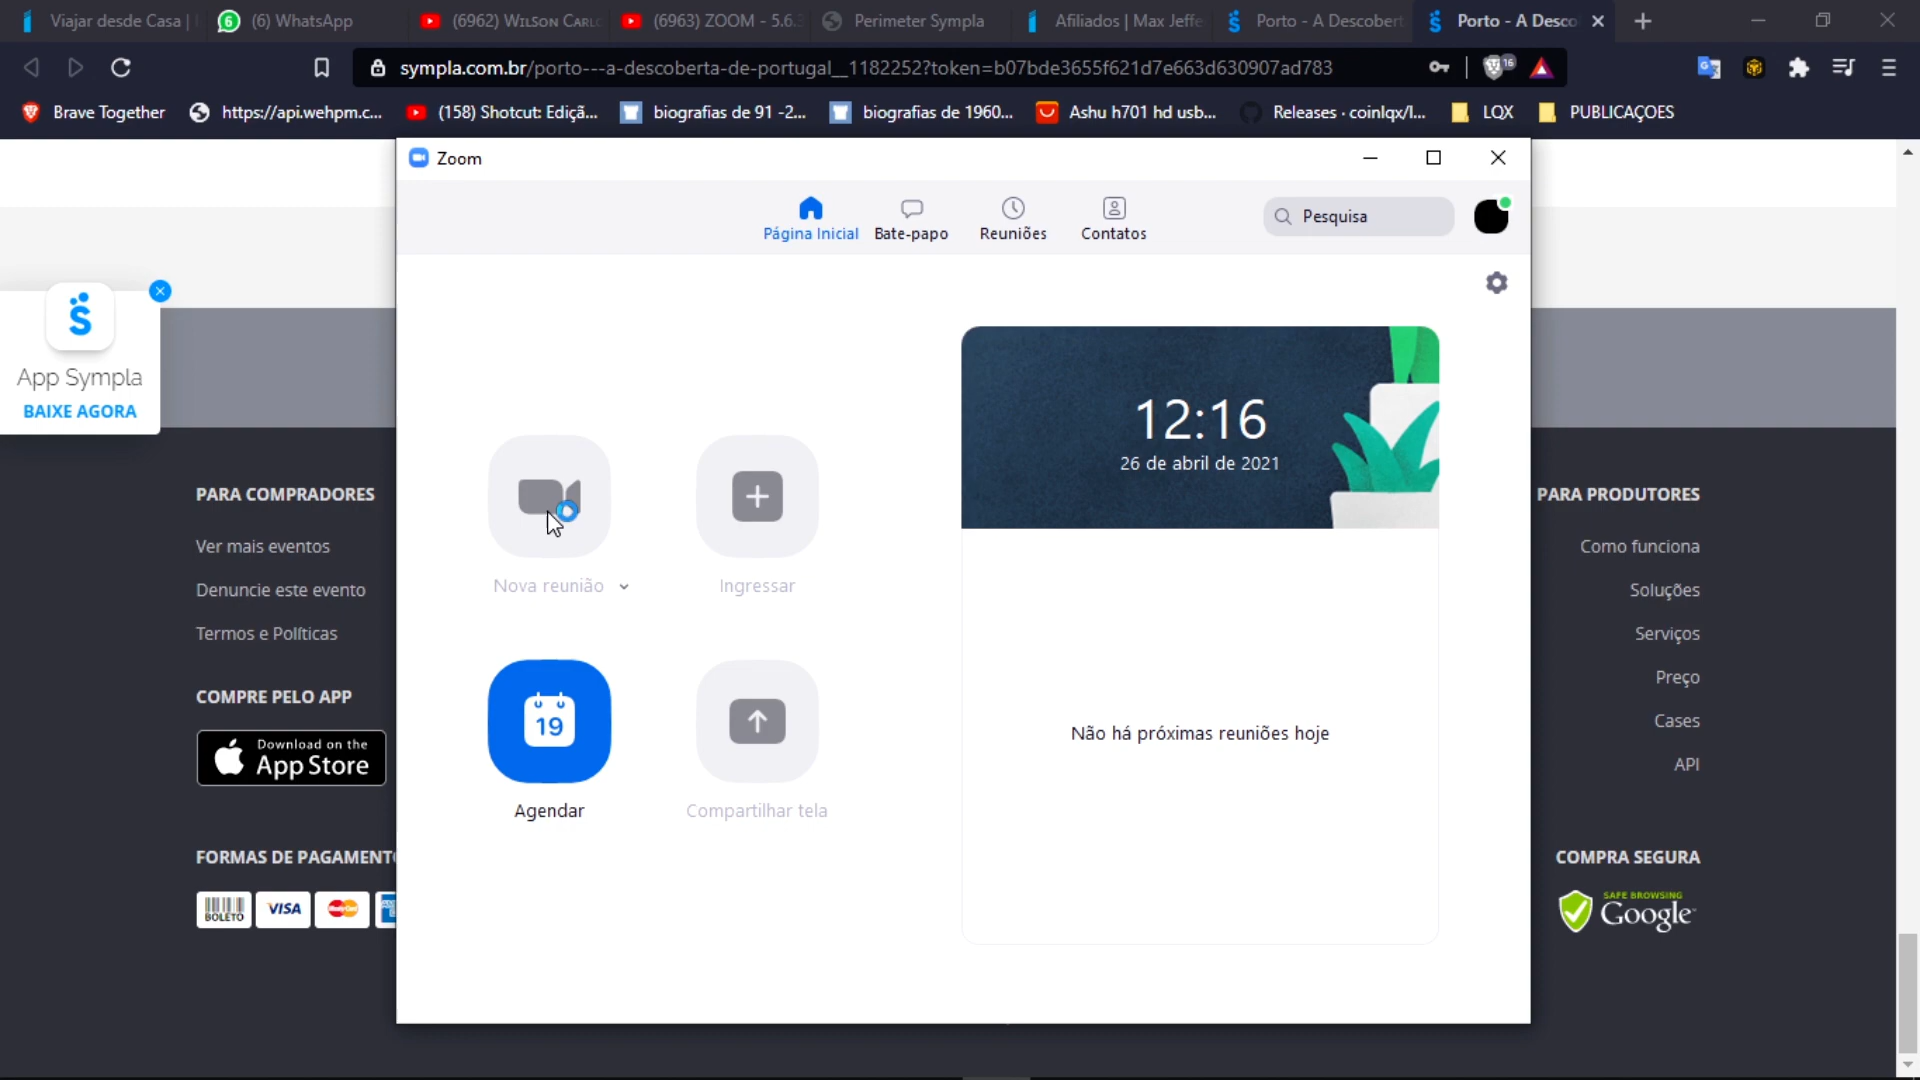 Viajar desde Casa |
6
(6) WhatsApp
(6962) WILSON CARLO
(6963) ZOOM - 5.6.3
Perimeter Sympla
Afiliados | Max Jeffe
Porto - A Descobert
Porto - A Desco
sympla.com.br/porto---a-descoberta-de-portugal__1182252?token=b07bde3655f621d7e663d630907ad783
16
Brave Together
https://api.wehpm.c...
(158) Shotcut: Ediçã...
biografias de 91 -2...
biografias de 1960...
Ashu h701 hd usb...
Releases · coinlqx/l...
LQX
PUBLICAÇOES
Zoom
Página Inicial
Bate-papo
Reuniões
Contatos
Pesquisa
App Sympla
BAIXE AGORA
12:16
26 de abril de 2021
Nova reunião
Ingressar
19
Agendar
Compartilhar tela
Não há próximas reuniões hoje
PARA COMPRADORES
Ver mais eventos
Denuncie este evento
Termos e Políticas
COMPRE PELO APP
Download on the
App Store
FORMAS DE PAGAMENTO
BOLETO
VISA
MasterCard
PARA PRODUTORES
Como funciona
Soluções
Serviços
Preço
Cases
API
COMPRA SEGURA
SAFE BROWSING
Google